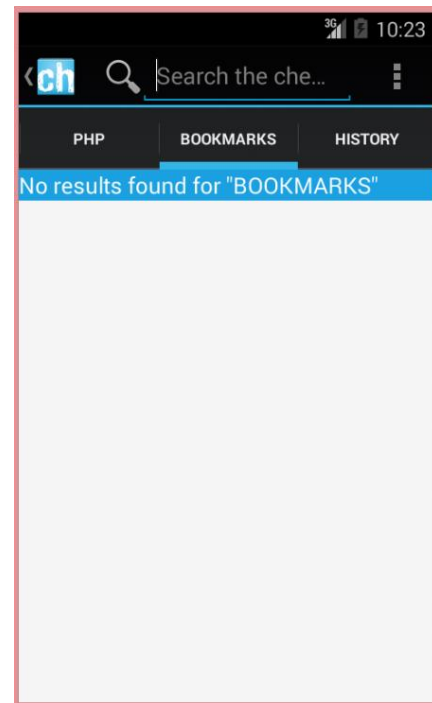 3G 10:23
ch Search the che...
PHP BOOKMARKS HISTORY
No results found for "BOOKMARKS"